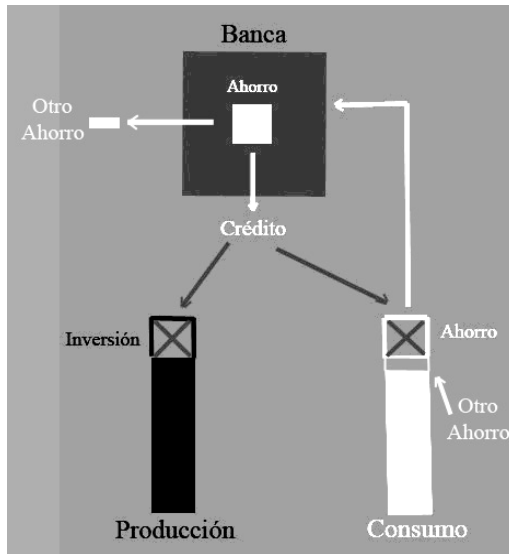 Banca
Ahorro
Otro
Ahorro
Crédito
Inversión
Ahorro
Otro
Ahorro
Producción
Consumo